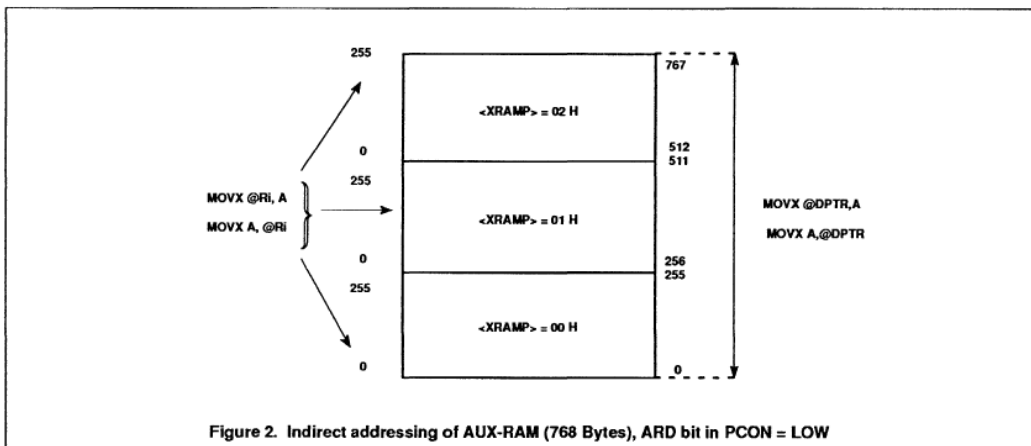 255
767
<XRAMP> = 02 H
0
512
255
511
MOVX @Ri, A
MOVX A, @Ri
<XRAMP> = 01 H
MOVX @DPTR,A
MOVX A,@DPTR
0
256
255
255
<XRAMP> = 00 H
0
0
Figure 2. Indirect addressing of AUX-RAM (768 Bytes), ARD bit in PCON = LOW